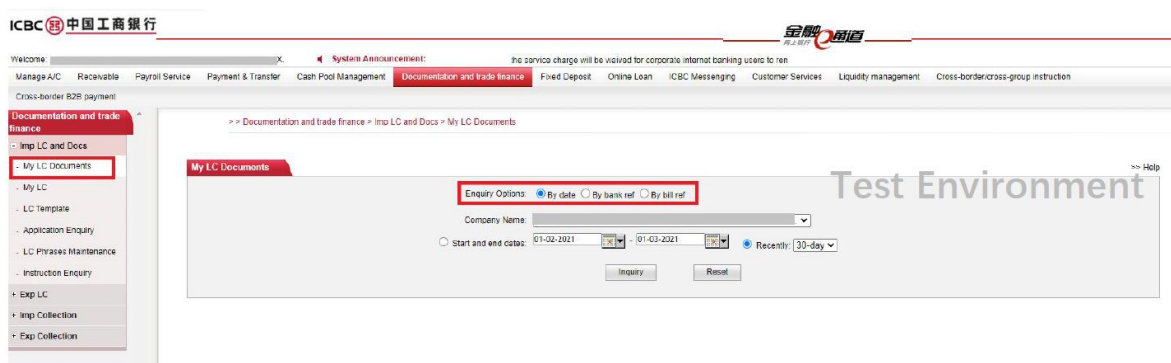 ICBC 中国工商银行
金融@通道
网上银行
Welcome: X. System Announcement: the service charge will be waived for corporate internet banking users to ren
Manage A/C Receivable Payroll Service Payment & Transfer Cash Pool Management Documentation and trade finance Fixed Deposit Online Loan ICBC Messenging Customer Services Liquidity management Cross-border/cross-group instruction
Cross-border B2B payment
Documentation and trade
finance
- Imp LC and Docs
- My LC Documents
- My LC
- LC Template
- Application Enquiry
- LC Phrases Maintenance
- Instruction Enquiry
+ Exp LC
+ Imp Collection
+ Exp Collection
> > Documentation and trade finance > Imp LC and Docs > My LC Documents
My LC Documents >> Help
Test Environment
Enquiry Options: By date By bank ref By bill ref
Company Name:
Start and end dates: 01-02-2021 - 01-03-2021 Recently: 30-day
Inquiry Reset